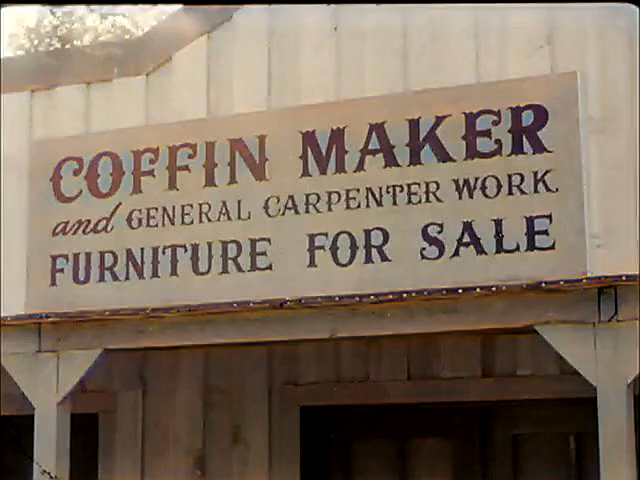 COFFIN MAKER
and GENERAL CARPENTER WORK
FURNITURE FOR SALE